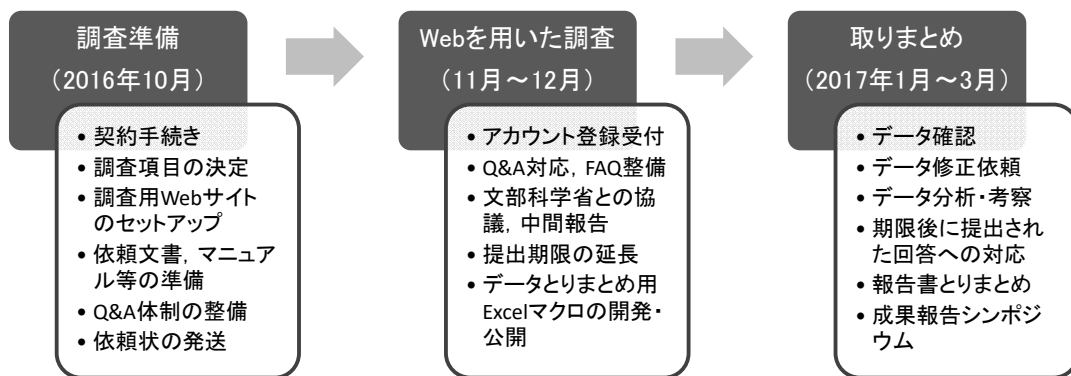 調査準備
（2016年10月）
• 契約手続き
• 調査項目の決定
• 調査用Webサイト
のセットアップ
• 依頼文書，マニュア
ル等の準備
• Q&A体制の整備
• 依頼状の発送
Webを用いた調査
（11月～12月）
• アカウント登録受付
• Q&A対応，FAQ整備
• 文部科学省との協
議，中間報告
• 提出期限の延長
• データとりまとめ用
Excelマクロの開発・
公開
取りまとめ
（2017年1月～3月）
• データ確認
• データ修正依頼
• データ分析・考察
• 期限後に提出され
た回答への対応
• 報告書とりまとめ
• 成果報告シンポジ
ウム